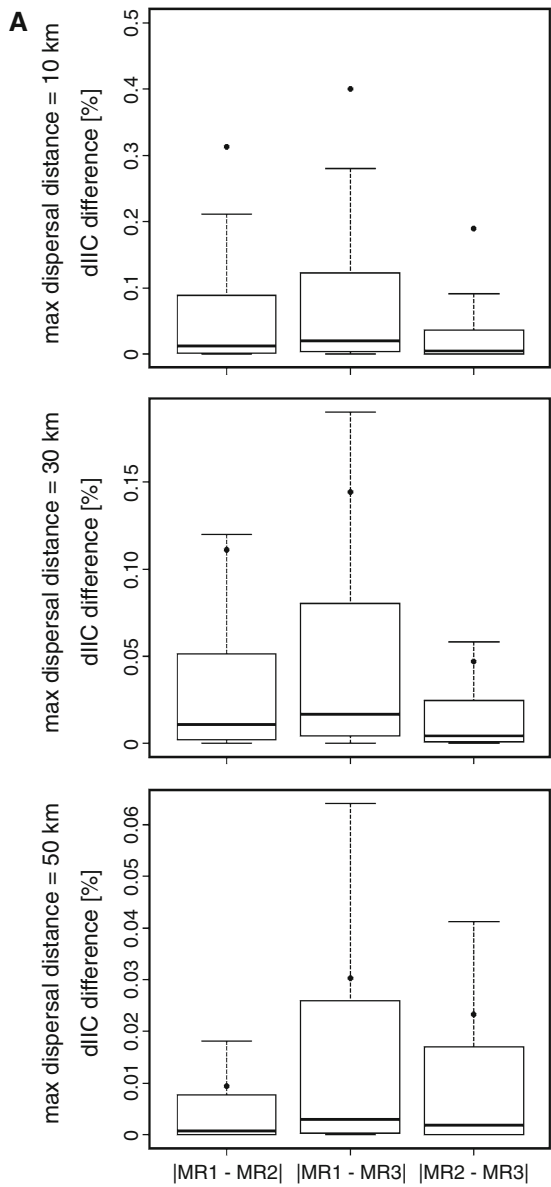 A
max dispersal distance = 10 km
dIIC difference [%]
0.5
0.4
0.3
0.2
0.1
0
max dispersal distance = 30 km
dIIC difference [%]
0.15
0.10
0.05
0
max dispersal distance = 50 km
dIIC difference [%]
0.06
0.05
0.04
0.03
0.02
0.01
0
|MR1 - MR2| |MR1 - MR3| |MR2 - MR3|